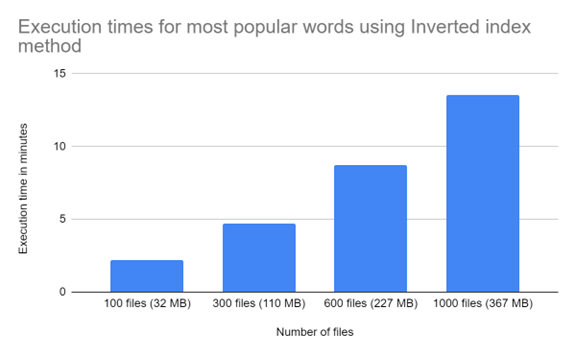 Execution times for most popular words using Inverted index
method
15
10
5
0
Execution time in minutes
100 files (32 MB) 300 files (110 MB) 600 files (227 MB) 1000 files (367 MB)
Number of files